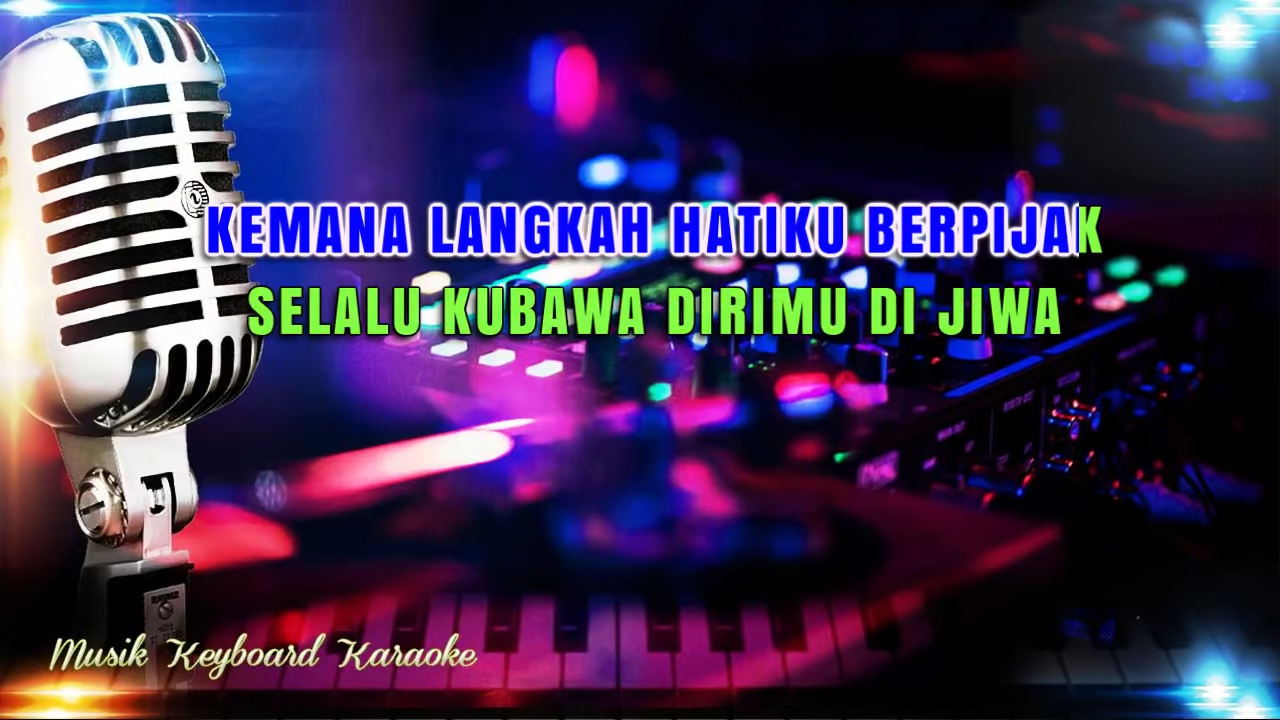 KEMANA LANGKAH HATIKU BERPIJAK
SELALU KUBAWA DIRIMU DI JIWA
Musik Keyboard Karaoke